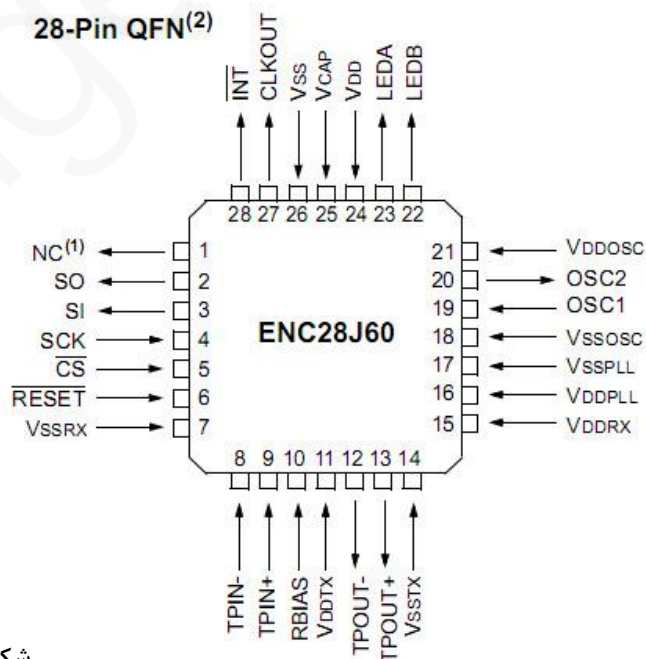 28-Pin QFN(2)
INT
CLKOUT
VSS
VCAP
VDD
LEDA
LEDB
28 27 26 25 24 23 22
NC(1) 1
SO 2
SI 3
SCK 4
CS 5
RESET 6
VSSRX 7
ENC28J60
21 VDDOSC
20 OSC2
19 OSC1
18 VSSOSC
17 VSSPLL
16 VDDPLL
15 VDDRX
8 9 10 11 12 13 14
TPIN-
TPIN+
RBIAS
VDDTX
TPOUT-
TPOUT+
VSSTX